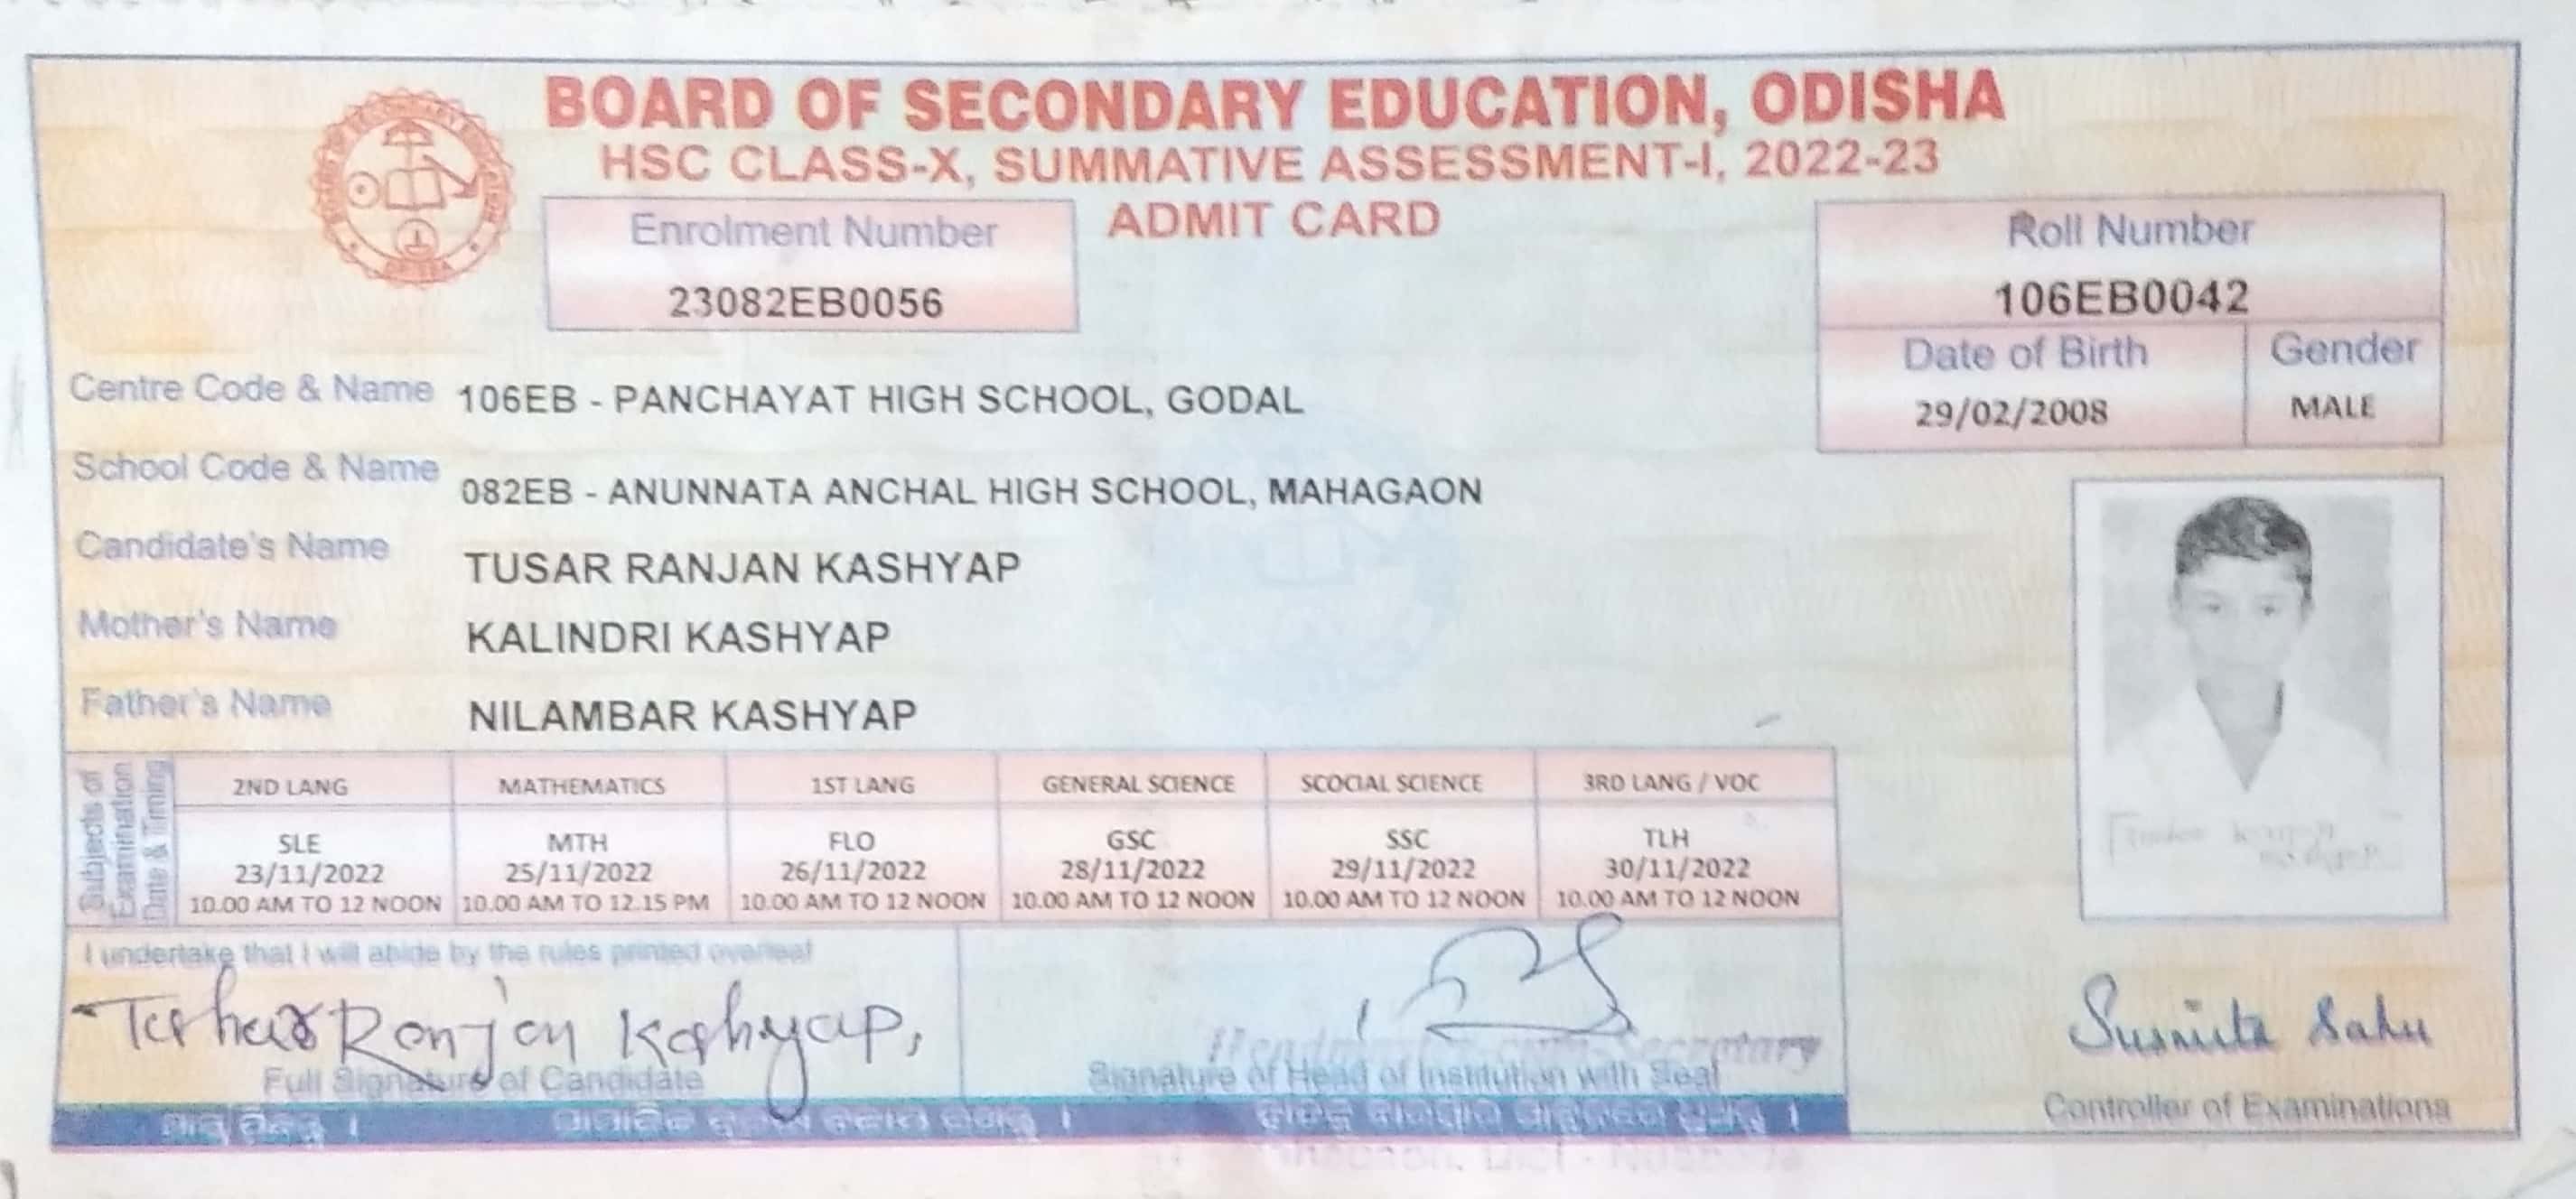 BOARD OF SECONDARY EDUCATION, ODISHA
HSC CLASS-X, SUMMATIVE ASSESSMENT-I, 2022-23
ADMIT CARD
Enrolment Number
23082EB0056
Roll Number
106EB0042
Date of Birth
29/02/2008
Gender
MALE
Centre Code & Name 106EB - PANCHAYAT HIGH SCHOOL, GODAL
School Code & Name 082EB - ANUNNATA ANCHAL HIGH SCHOOL, MAHAGAON
Candidate's Name TUSAR RANJAN KASHYAP
Mother's Name KALINDRI KASHYAP
Father's Name NILAMBAR KASHYAP
Subjects of
Examination
Date & Timing
2ND LANG MATHEMATICS 1ST LANG GENERAL SCIENCE SCOCIAL SCIENCE 3RD LANG / VOC
SLE MTH FLO GSC SSC TLH
23/11/2022 25/11/2022 26/11/2022 28/11/2022 29/11/2022 30/11/2022
10.00 AM TO 12 NOON 10.00 AM TO 12.15 PM 10.00 AM TO 12 NOON 10.00 AM TO 12 NOON 10.00 AM TO 12 NOON 10.00 AM TO 12 NOON
I undertake that I will abide by the rules printed overleaf
Tushar Ranjan Kashyap,
Full Signature of Candidate
Secretary
Signature of Head of Institution with Seal
Susmita Sahu
Controller of Examinations